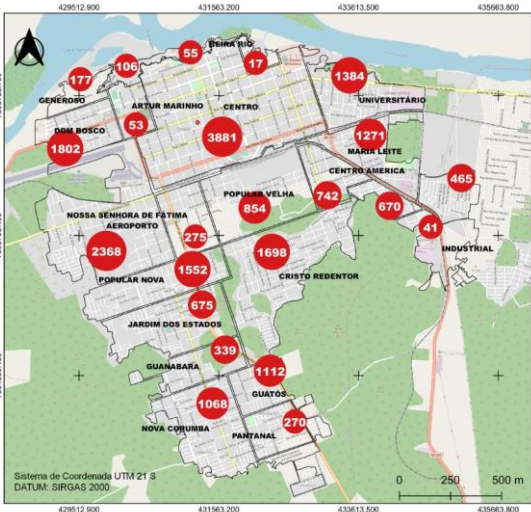 429512.900 431563.200 433613.500 435663.800
BEIRA RIO
55
17
106
1384
177
GENEROSO
UNIVERSITÁRIO
ARTUR MARINHO
CENTRO
53
DOM BOSCO
3881
1271
1802
MARIA LEITE
CENTRO AMERICA
465
POPULAR VELHA
742
854
670
NOSSA SENHORA DE FÁTIMA
AEROPORTO
275
41
2368
1698
INDUSTRIAL
1552
POPULAR NOVA
CRISTO REDENTOR
675
JARDIM DOS ESTADOS
339
GUANABARA
1112
GUATÓS
1068
270
NOVA CORUMBA
PANTANAL
Sistema de Coordenada UTM 21 S
DATUM: SIRGAS 2000
0 250 500 m
429512.900 431563.200 433613.500 435663.800